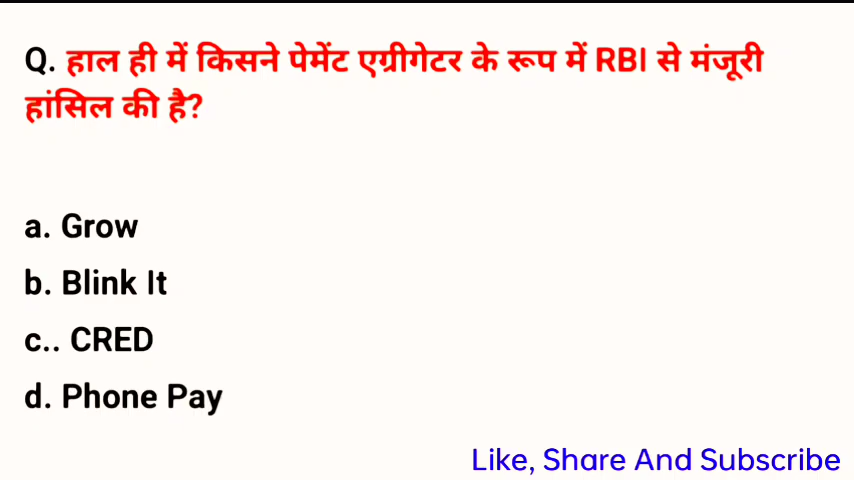 Q. हाल ही में किसने पेमेंट एग्रीगेटर के रूप में RBI से मंजूरी
हांसिल की है?
a. Grow
b. Blink It
c.. CRED
d. Phone Pay
Like, Share And Subscribe